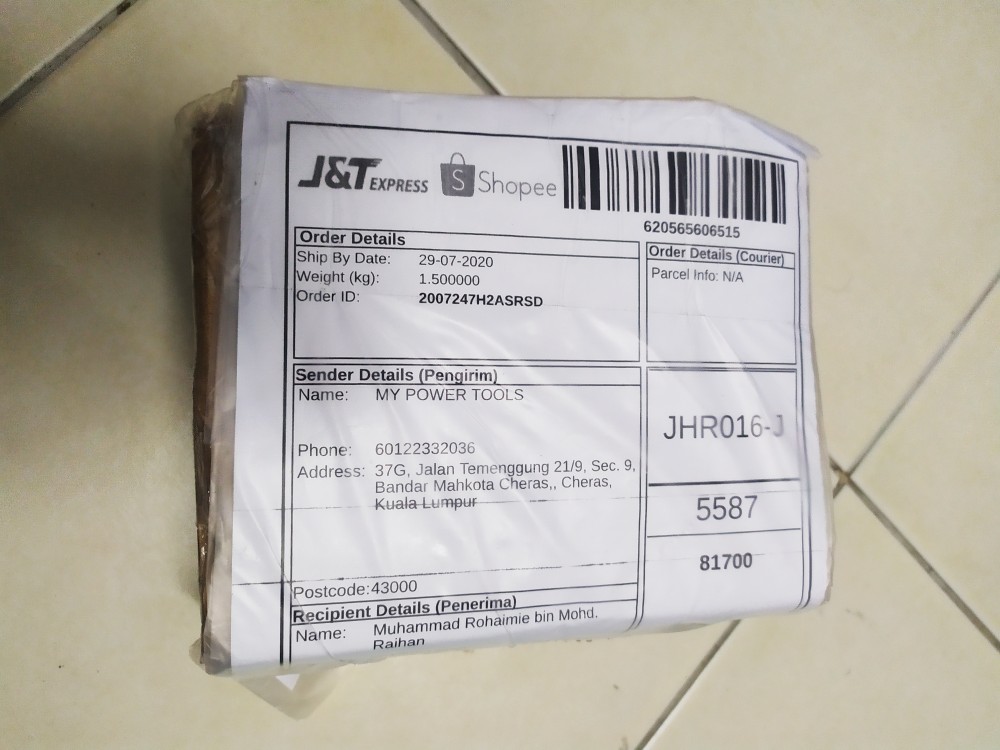 J&T EXPRESS
S Shopee
620565606515
Order Details
Ship By Date: 29-07-2020
Weight (kg): 1.500000
Order ID: 2007247H2ASRSD
Order Details (Courier)
Parcel Info: N/A
Sender Details (Pengirim)
Name: MY POWER TOOLS
Phone: 60122332036
Address: 37G, Jalan Temenggung 21/9, Sec. 9,
Bandar Mahkota Cheras,, Cheras,
Kuala Lumpur
Postcode:43000
JHR016-J
5587
81700
Recipient Details (Penerima)
Name: Muhammad Rohaimie bin Mohd.
Raihan